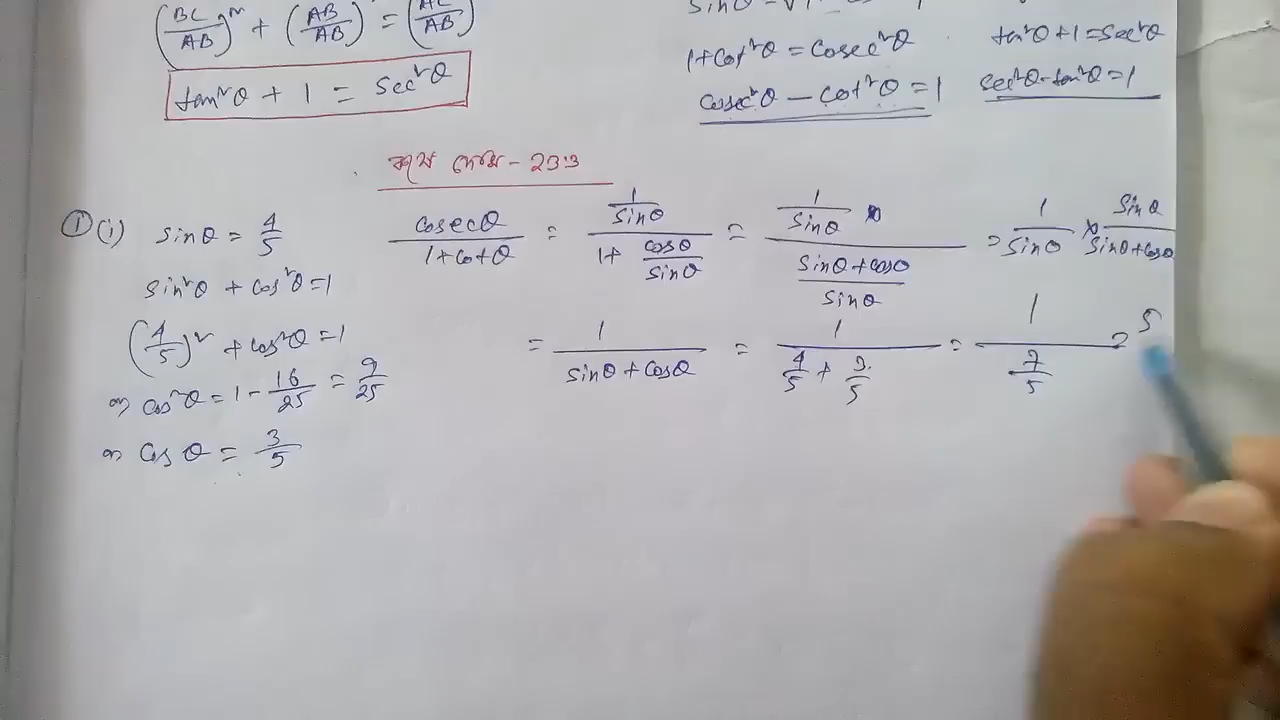 (BC/AB)² + (AB/AB)² = (AC/AB)²
tan²θ + 1 = sec²θ
1 + cot²θ = cosec²θ
cosec²θ − cot²θ = 1
tan²θ + 1 = sec²θ
sec²θ − tan²θ = 1
কষে দেখি -
① (i) sinθ = 4/5
sin²θ + cos²θ = 1
(4/5)² + cos²θ = 1
⇒ cos²θ = 1 − 16/25 = 9/25
⇒ cosθ = 3/5
cosecθ/(1+cotθ) = (1/sinθ)/(1 + cosθ/sinθ) = (1/sinθ)/((sinθ+cosθ)/sinθ) = 1/sinθ × sinθ/(sinθ+cosθ)
= 1/(sinθ + cosθ) = 1/(4/5 + 3/5) = 1/(7/5) = 5